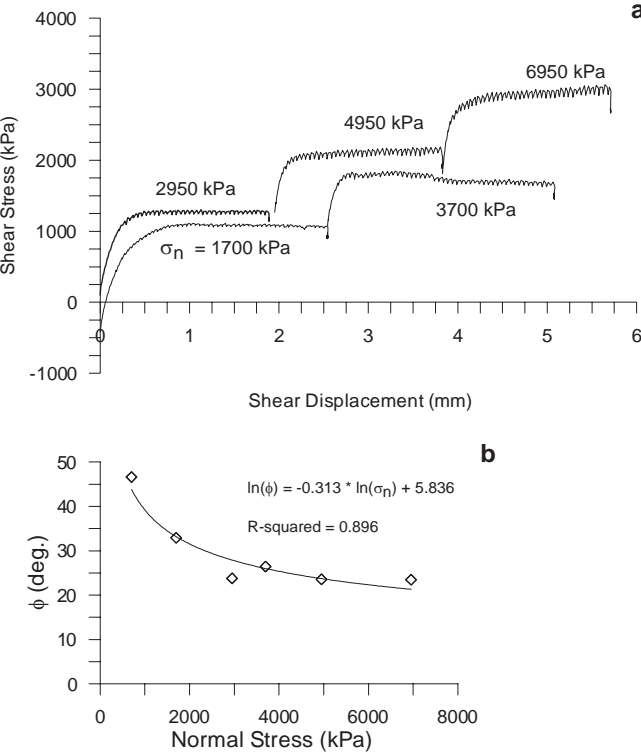 a
4000
3000
2000
1000
0
-1000
Shear Stress (kPa)
6950 kPa
4950 kPa
2950 kPa
3700 kPa
σn = 1700 kPa
0 1 2 3 4 5 6
Shear Displacement (mm)
b
50
40
30
20
10
0
ϕ (deg.)
ln(ϕ) = -0.313 * ln(σn) + 5.836
R-squared = 0.896
0 2000 4000 6000 8000
Normal Stress (kPa)